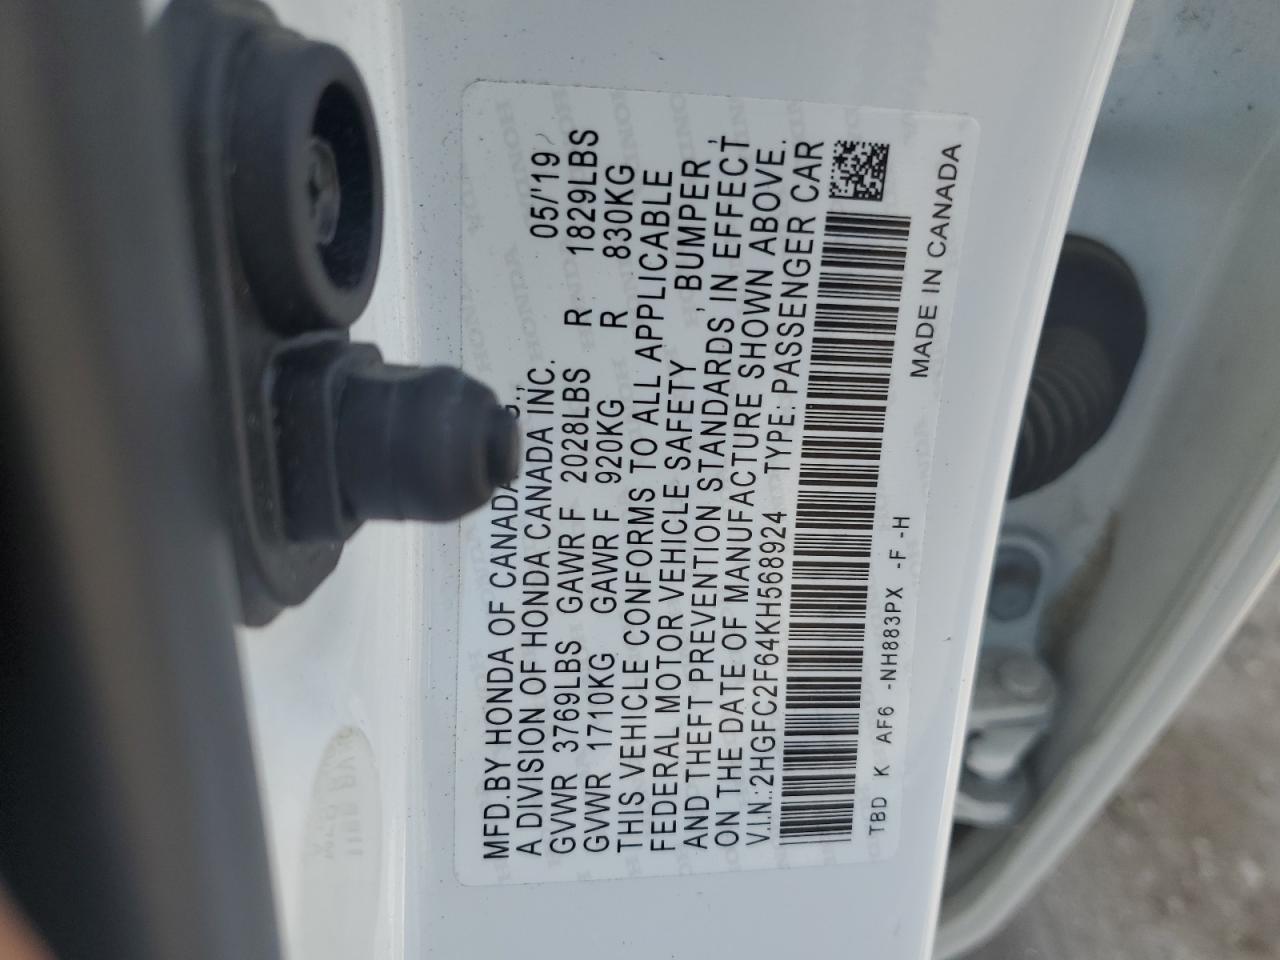 MFD.BY HONDA OF CANADA 05/'19
A DIVISION OF HONDA CANADA INC.
GVWR 3769LBS GAWR F 2028LBS R 1829LBS
GVWR 1710KG GAWR F 920KG R 830KG
THIS VEHICLE CONFORMS TO ALL APPLICABLE
FEDERAL MOTOR VEHICLE SAFETY, BUMPER,
AND THEFT PREVENTION STANDARDS, IN EFFECT
ON THE DATE OF MANUFACTURE SHOWN ABOVE.
V.I.N.:2HGFC2F64KH568924 TYPE: PASSENGER CAR
TBD K AF6 -NH883PX -F -H
MADE IN CANADA